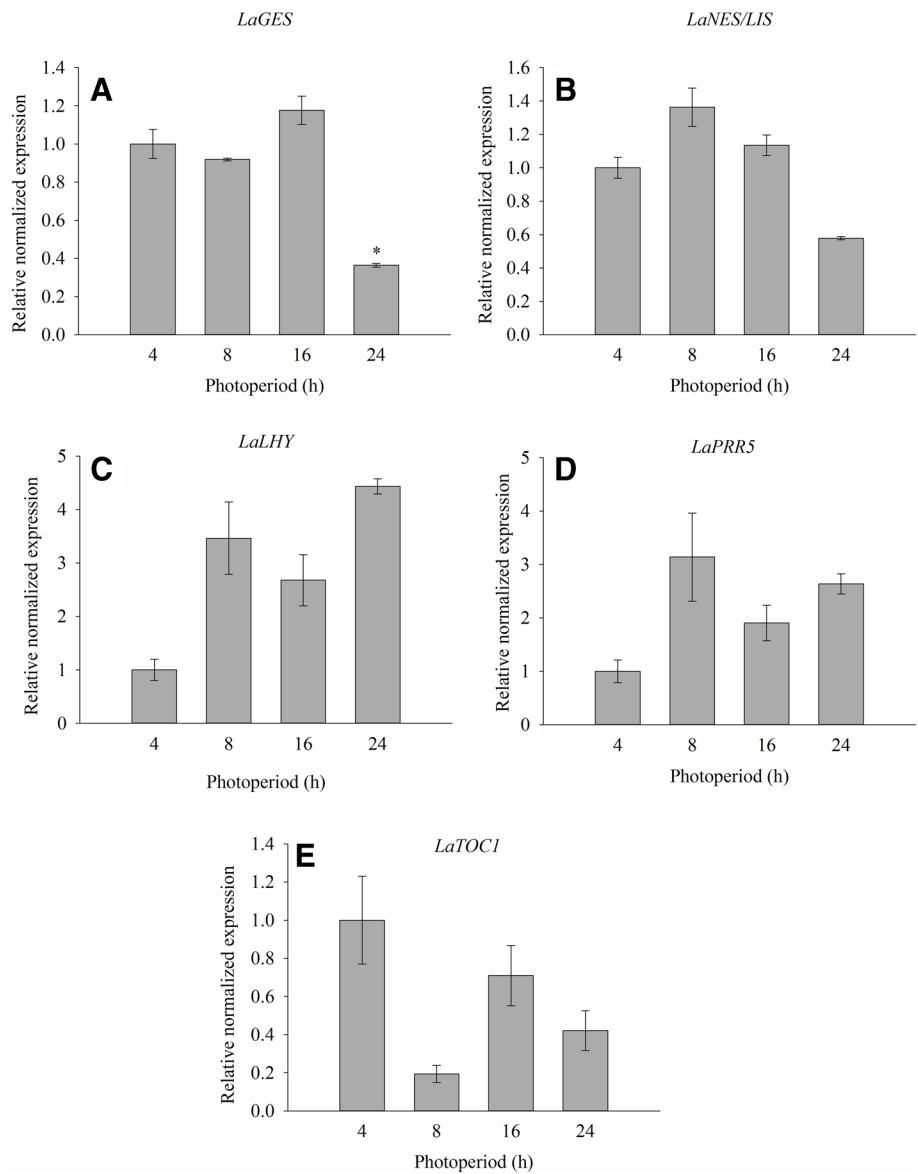 LaGES
A
Relative normalized expression
1.4
1.2
1.0
0.8
0.6
0.4
0.2
0.0
*
4 8 16 24
Photoperiod (h)
LaNES/LIS
B
Relative normalized expression
1.6
1.4
1.2
1.0
0.8
0.6
0.4
0.2
0.0
4 8 16 24
Photoperiod (h)
LaLHY
C
Relative normalized expression
5
4
3
2
1
0
4 8 16 24
Photoperiod (h)
LaPRR5
D
Relative normalized expression
5
4
3
2
1
0
4 8 16 24
Photoperiod (h)
LaTOC1
E
Relative normalized expression
1.4
1.2
1.0
0.8
0.6
0.4
0.2
0.0
4 8 16 24
Photoperiod (h)